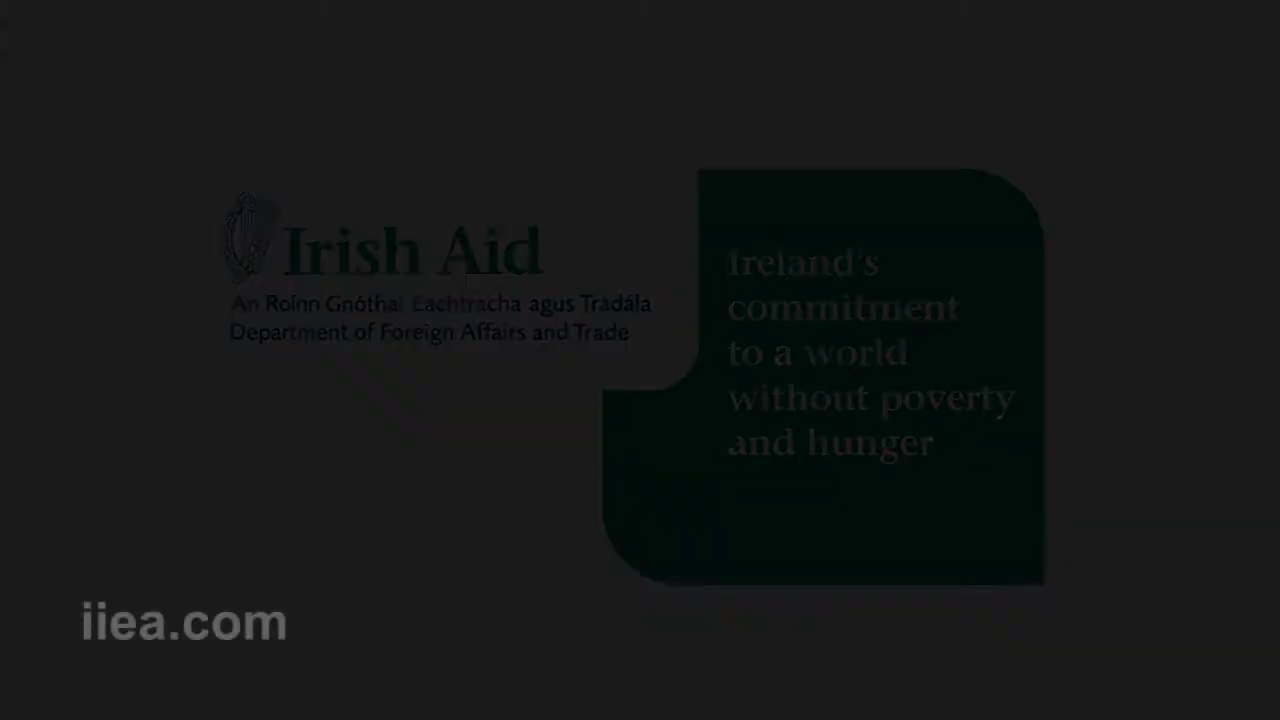 Irish Aid
An Roinn Gnóthaí Eachtracha agus Trádála
Department of Foreign Affairs and Trade
Ireland's
commitment
to a world
without poverty
and hunger
iiea.com